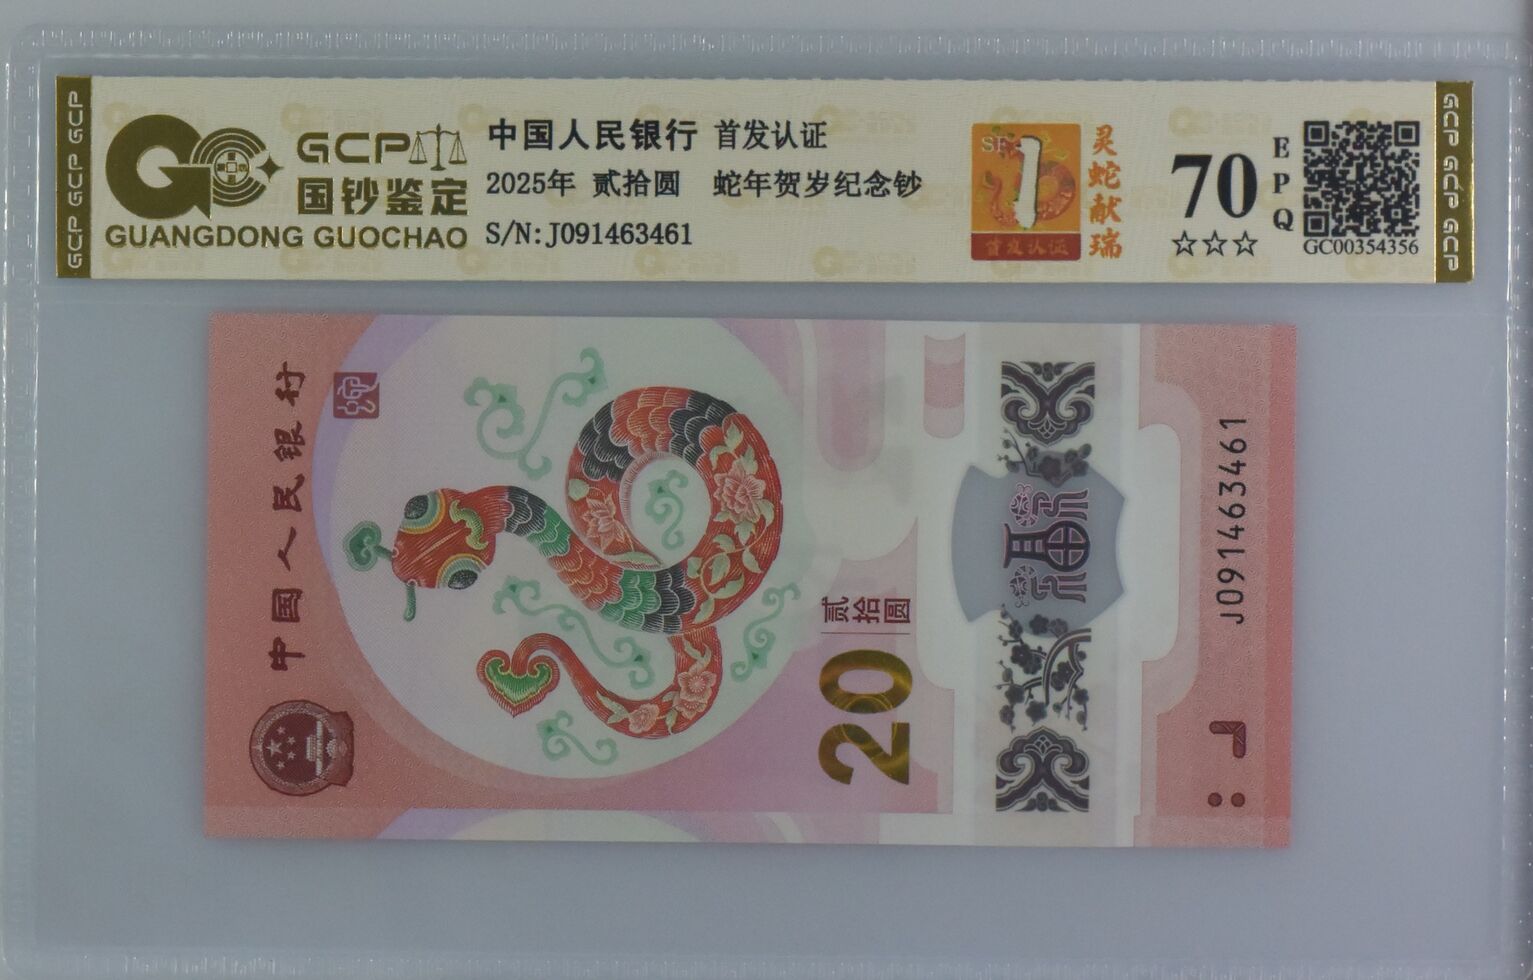 GCP GCP GCP
GCP
国钞鉴定
GUANGDONG GUOCHAO
中国人民银行 首发认证
2025年 贰拾圆 蛇年贺岁纪念钞
S/N:J091463461
1
首发认证
灵蛇献瑞
70
EPQ
☆☆☆
GC00354356
GCP GCP GCP
中国人民银行
贰拾圆
20
J091463461